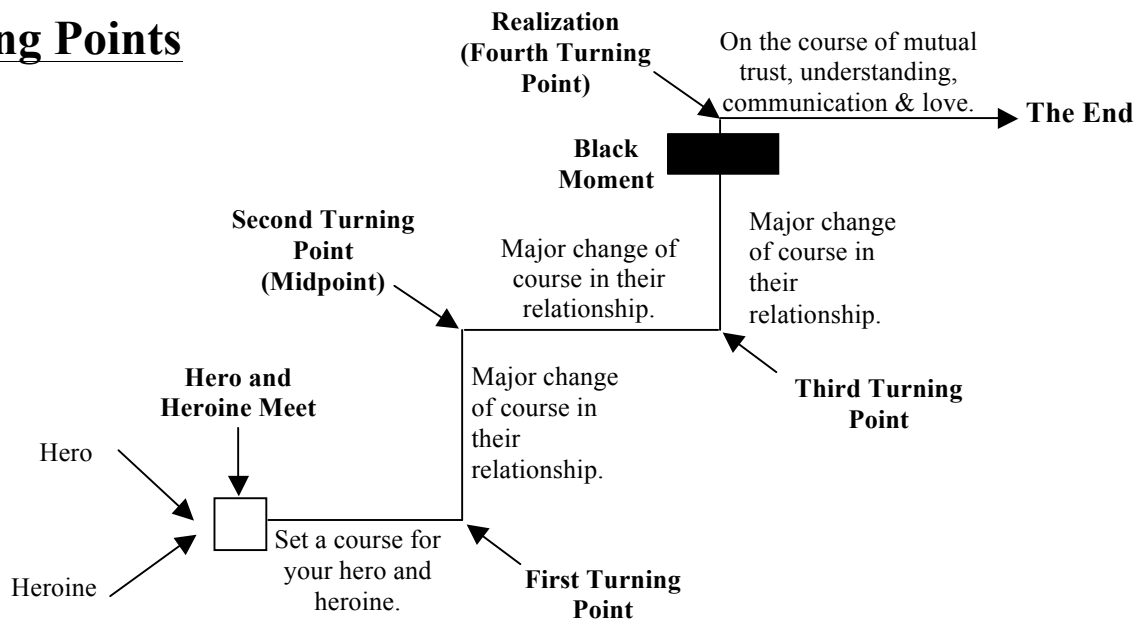 ng Points
Realization
(Fourth Turning
Point)
On the course of mutual
trust, understanding,
communication & love.
The End
Black
Moment
Second Turning
Point
(Midpoint)
Major change of
course in their
relationship.
Major change
of course in
their
relationship.
Hero and
Heroine Meet
Major change
of course in
their
relationship.
Third Turning
Point
Hero
Heroine
Set a course for
your hero and
heroine.
First Turning
Point